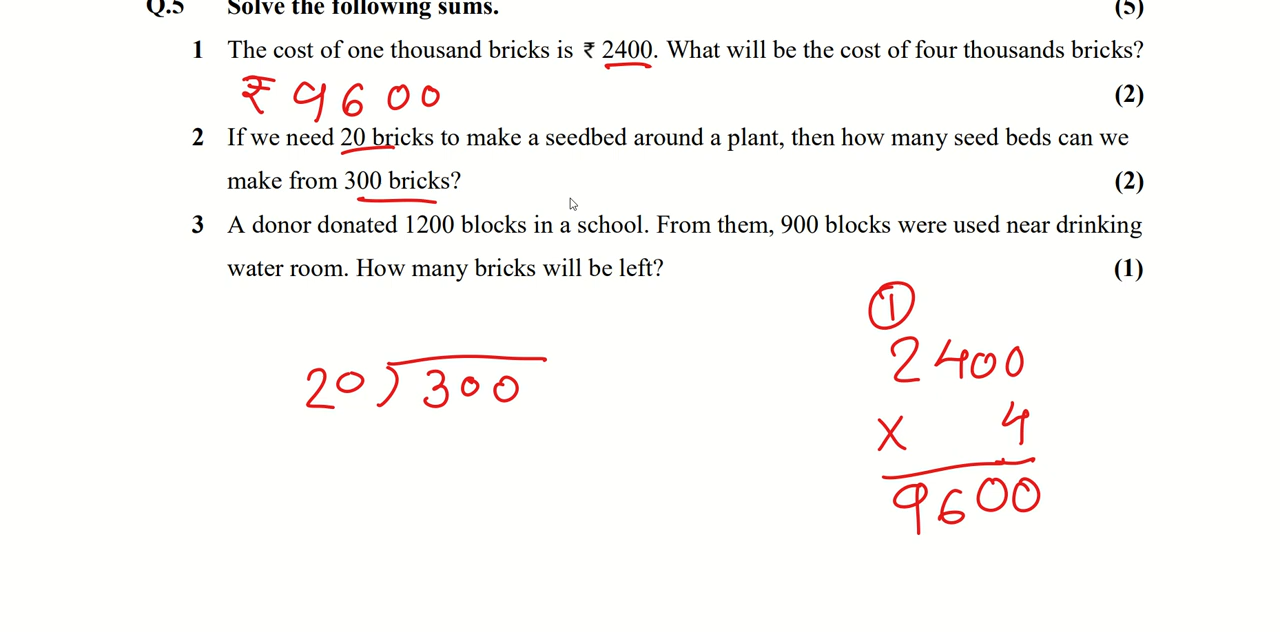 Q.5 Solve the following sums. (5)
1 The cost of one thousand bricks is ₹ 2400. What will be the cost of four thousands bricks?
₹ 9600 (2)
2 If we need 20 bricks to make a seedbed around a plant, then how many seed beds can we
make from 300 bricks? (2)
3 A donor donated 1200 blocks in a school. From them, 900 blocks were used near drinking
water room. How many bricks will be left? (1)
①
2400
20)300
x 4
9600